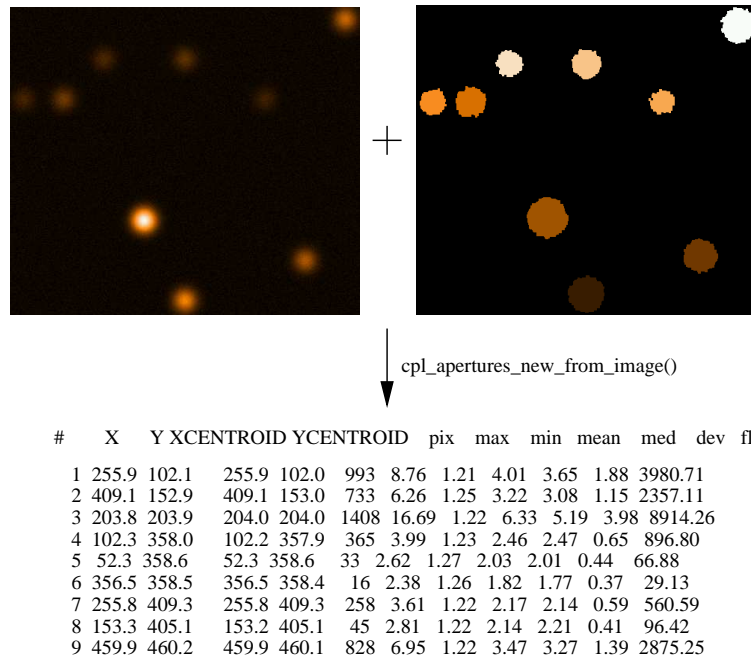 cpl_apertures_new_from_image()
# X Y XCENTROID YCENTROID pix max min mean med dev
1 255.9 102.1 255.9 102.0 993 8.76 1.21 4.01 3.65 1.88 3980.71
2 409.1 152.9 409.1 153.0 733 6.26 1.25 3.22 3.08 1.15 2357.11
3 203.8 203.9 204.0 204.0 1408 16.69 1.22 6.33 5.19 3.98 8914.26
4 102.3 358.0 102.2 357.9 365 3.99 1.23 2.46 2.47 0.65 896.80
5 52.3 358.6 52.3 358.6 33 2.62 1.27 2.03 2.01 0.44 66.88
6 356.5 358.5 356.5 358.4 16 2.38 1.26 1.82 1.77 0.37 29.13
7 255.8 409.3 255.8 409.3 258 3.61 1.22 2.17 2.14 0.59 560.59
8 153.3 405.1 153.2 405.1 45 2.81 1.22 2.14 2.21 0.41 96.42
9 459.9 460.2 459.9 460.1 828 6.95 1.22 3.47 3.27 1.39 2875.25